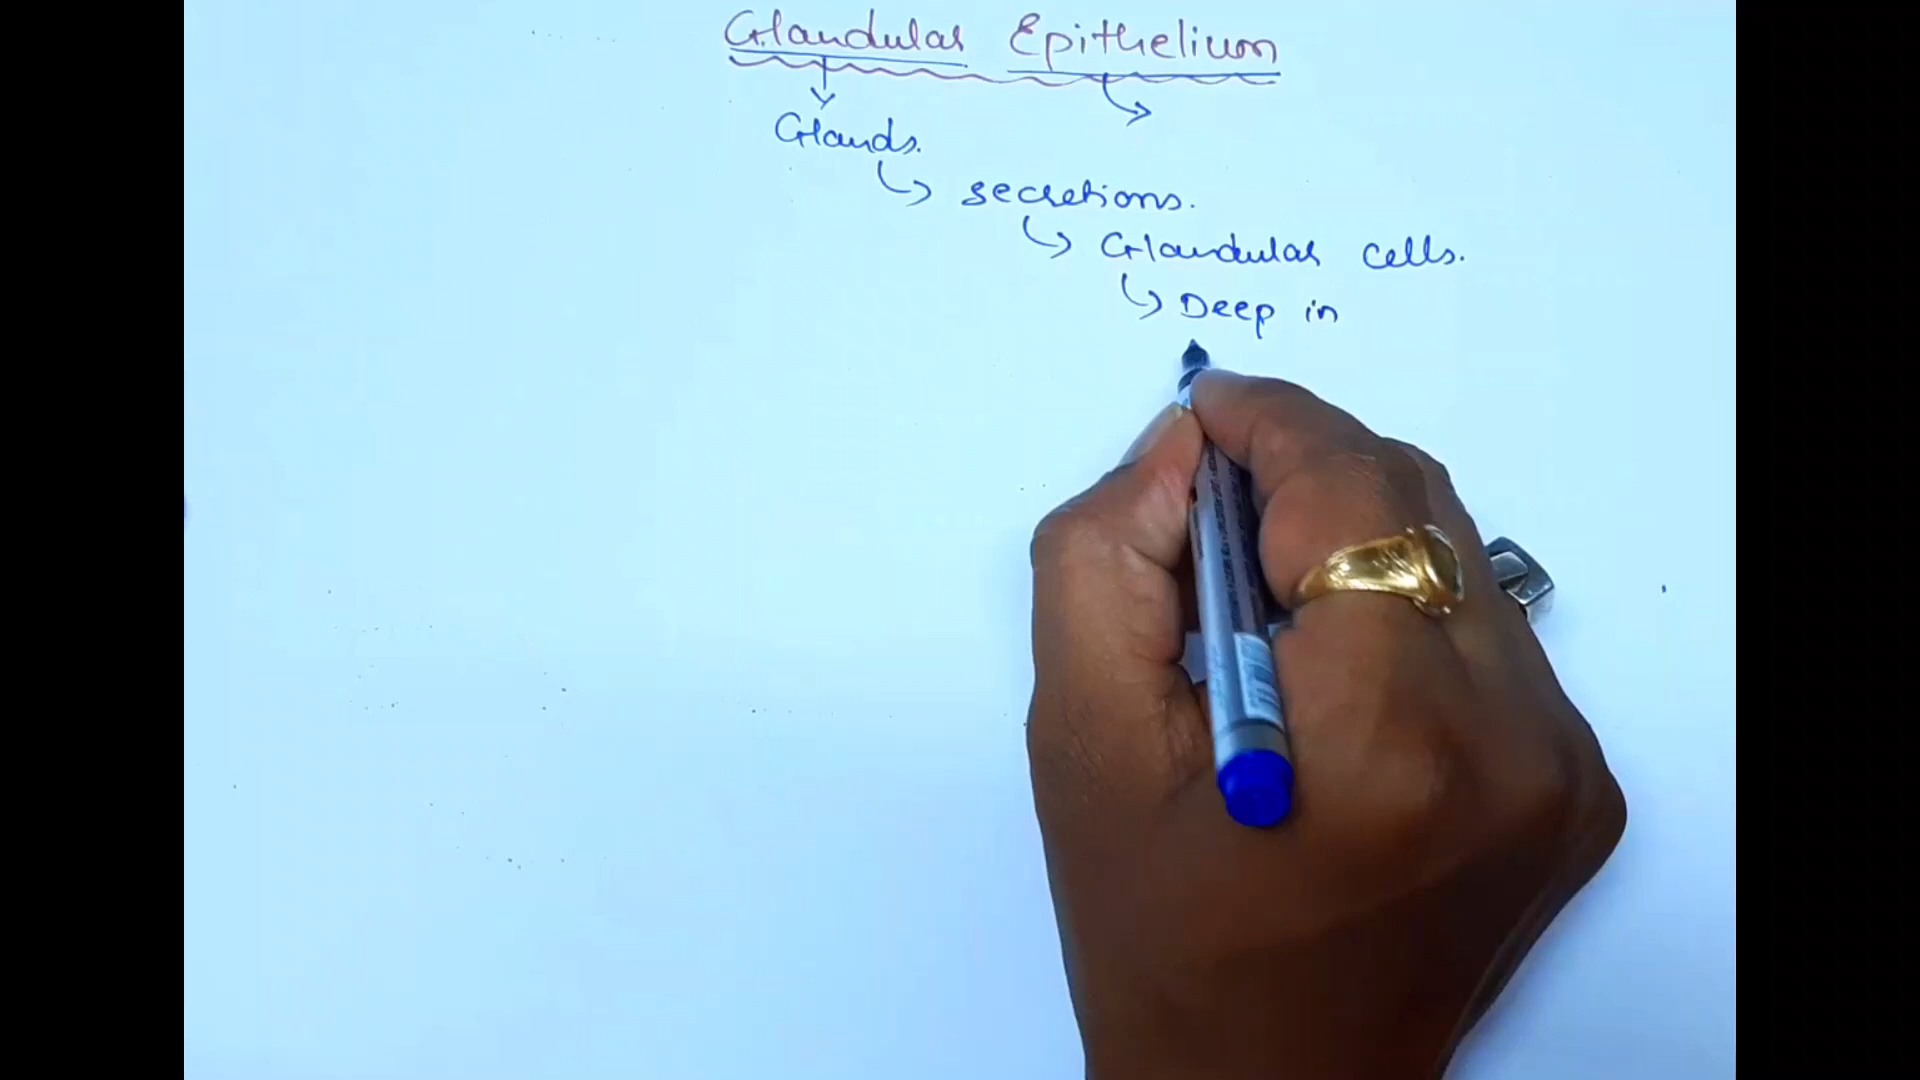 Glandular Epithelium
Glands.
secretions.
Glandular cells.
Deep in